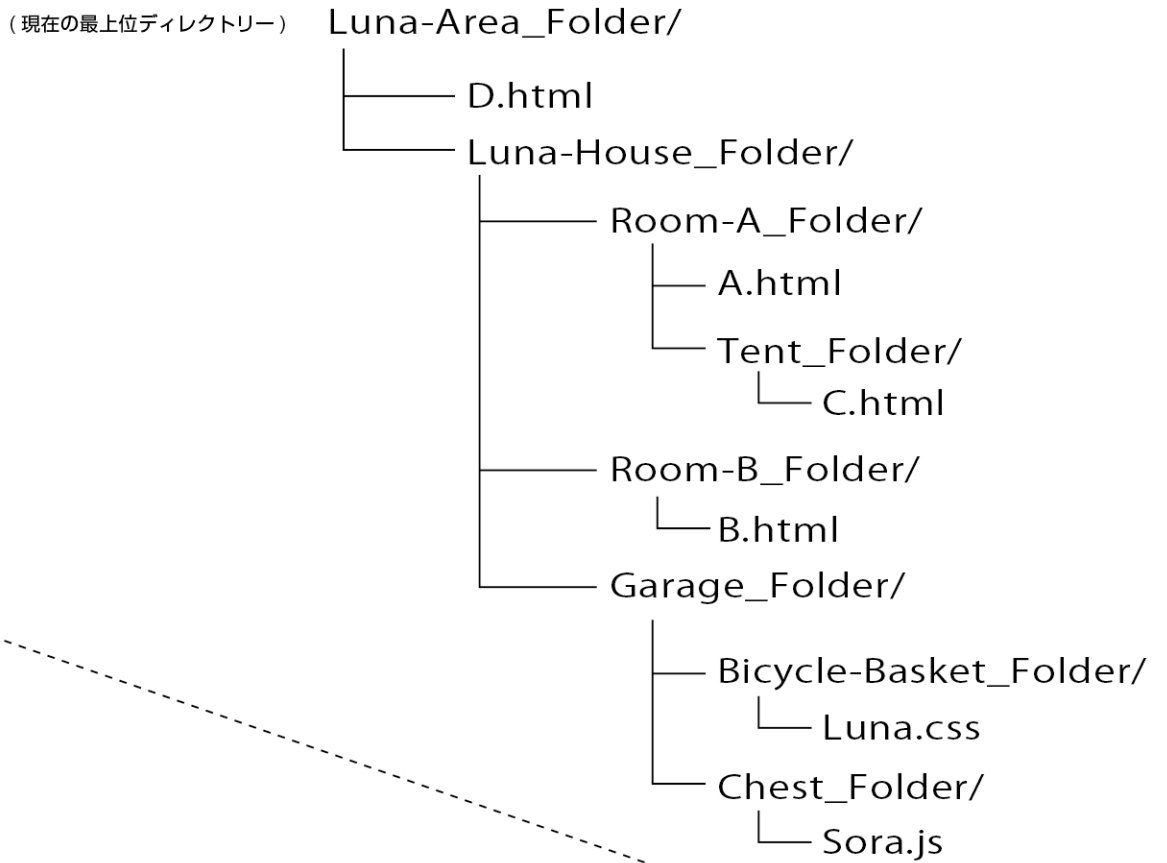 (現在の最上位ディレクトリー) Luna-Area_Folder/
D.html
Luna-House_Folder/
Room-A_Folder/
A.html
Tent_Folder/
C.html
Room-B_Folder/
B.html
Garage_Folder/
Bicycle-Basket_Folder/
Luna.css
Chest_Folder/
Sora.js